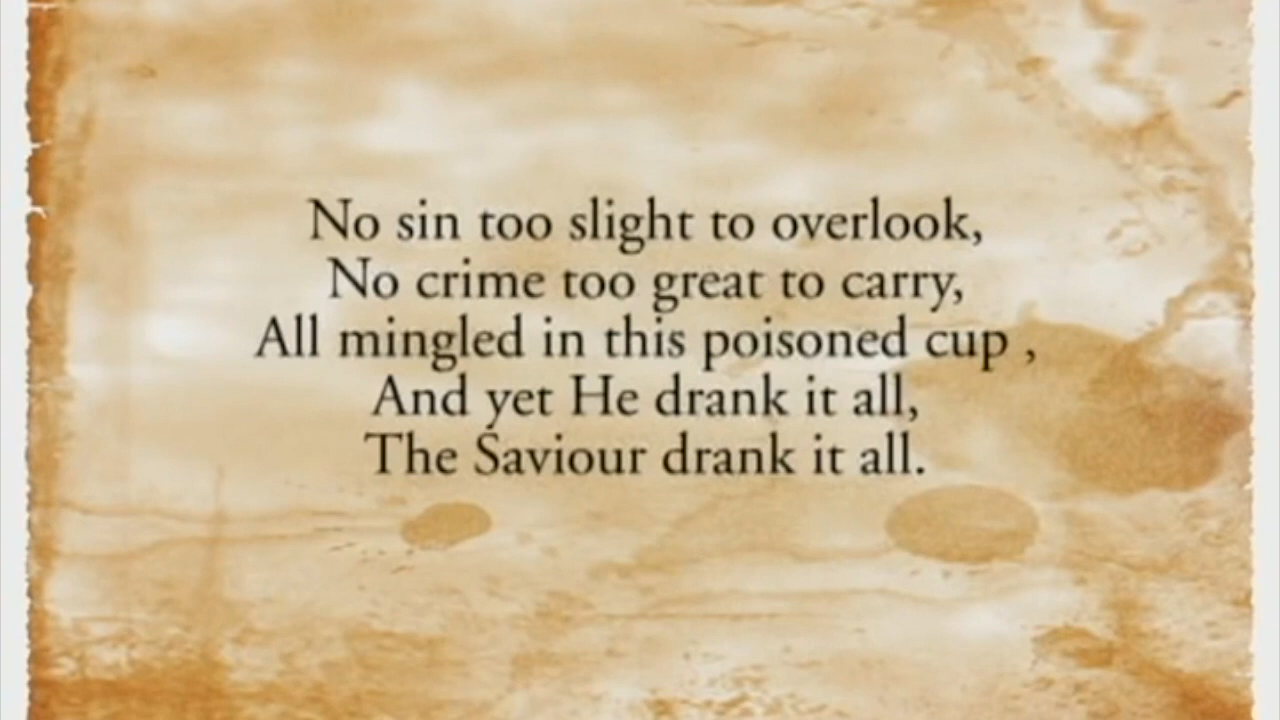 No sin too slight to overlook,
No crime too great to carry,
All mingled in this poisoned cup ,
And yet He drank it all,
The Saviour drank it all.